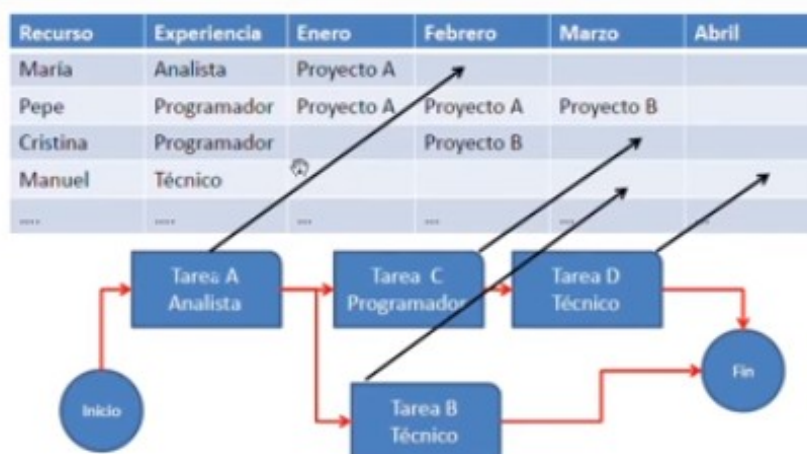 Recurso Experiencia Enero Febrero Marzo Abril
María Analista Proyecto A
Pepe Programador Proyecto A Proyecto A Proyecto B
Cristina Programador Proyecto B
Manuel Técnico
.... .... ... ... ... ...
Tarea A
Analista
Tarea C
Programador
Tarea D
Técnico
Inicio
Fin
Tarea B
Técnico